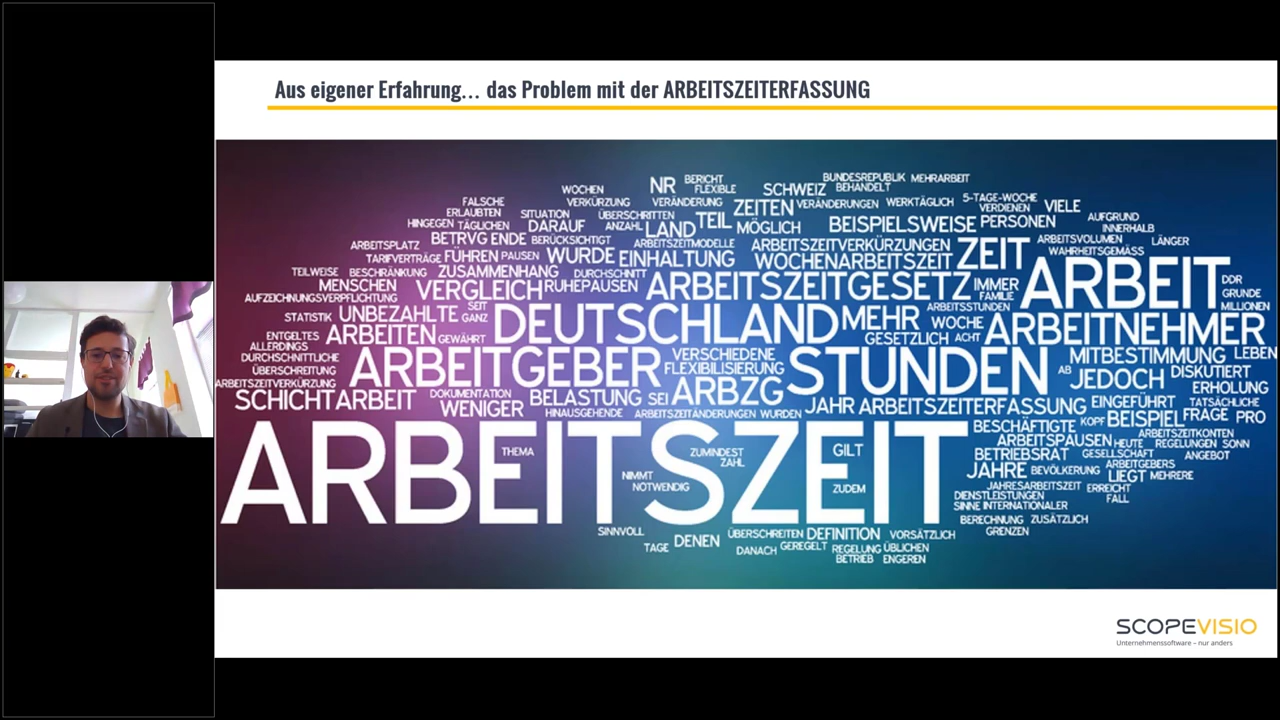 Aus eigener Erfahrung... das Problem mit der ARBEITSZEITERFASSUNG
BUNDESREPUBLIK MEHRARBEIT
NR BERICHT
WOCHEN FLEXIBLE SCHWEIZ BEHANDELT
FALSCHE VERKÜRZUNG VERÄNDERUNG ZEITEN VERÄNDERUNGEN WERKTÄGLICH 5-TAGE-WOCHE VERDIENEN VIELE
ERLAUBTEN SITUATION ÜBERSCHRITTEN TEIL AUFGRUND
HINGEGEN TÄGLICHEN DARAUF ANZAHL LAND MÖGLICH BEISPIELSWEISE PERSONEN INNERHALB
ARBEITSPLATZ BETRVG ENDE BERÜCKSICHTIGT ARBEITSZEITMODELLE ARBEITSZEITVERKÜRZUNGEN ZEIT ARBEITSVOLUMEN LÄNGER
TARIFVERTRÄGE FÜHREN PAUSEN WURDE EINHALTUNG WOCHENARBEITSZEIT WAHRHEITSGEMÄSS
TEILWEISE BESCHRÄNKUNG ZUSAMMENHANG DURCHSCHNITT ARBEIT
MENSCHEN VERGLEICH RUHEPAUSEN ARBEITSZEITGESETZ IMMER DDR
AUFZEICHNUNGSVERPFLICHTUNG FAMILIE GRUNDE
STATISTIK UNBEZAHLTE SEIT GANZ DEUTSCHLAND MEHR WOCHE ARBEITSSTUNDEN MILLIONEN
ENTGELTES ARBEITEN GEWÄHRT GESETZLICH ACHT ARBEITNEHMER
ALLERDINGS
DURCHSCHNITTLICHE ARBEITGEBER VERSCHIEDENE STUNDEN MITBESTIMMUNG LEBEN
ÜBERSCHREITUNG FLEXIBILISIERUNG AB JEDOCH DISKUTIERT
ARBEITSZEITVERKÜRZUNG ARBZG ERHOLUNG
SCHICHTARBEIT DOKUMENTATION BELASTUNG SEI JAHR ARBEITSZEITERFASSUNG EINGEFÜHRT TATSÄCHLICHE
WENIGER HINAUSGEHENDE ARBEITSZEITÄNDERUNGEN WURDEN KOPF BEISPIEL FRAGE PRO
ARBEITSZEIT BESCHÄFTIGTE ARBEITSZEITKONTEN
ARBEITSPAUSEN HEUTE REGELUNGEN SONN
THEMA ZUMINDEST GILT BETRIEBSRAT GESELLSCHAFT ANGEBOT
ZAHL JAHRE BEVÖLKERUNG ARBEITGEBERS
NIMMT LIEGT MEHRERE
NOTWENDIG ZUDEM JAHRESARBEITSZEIT ERREICHT
DIENSTLEISTUNGEN FALL
SINNE INTERNATIONALER
BERECHNUNG ZUSÄTZLICH
SINNVOLL ÜBERSCHREITEN DEFINITION VORSÄTZLICH GRENZEN
TAGE DENEN DANACH GEREGELT REGELUNG ÜBLICHEN
BETRIEB ENGEREN
SCOPEVISIO
Unternehmenssoftware – nur anders